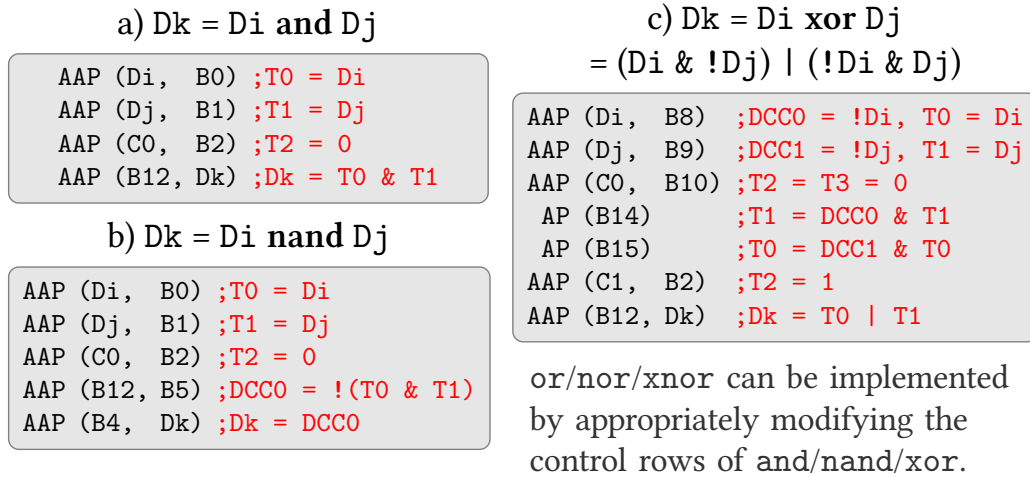 a) Dk = Di and Dj
AAP (Di, B0) ;T0 = Di
AAP (Dj, B1) ;T1 = Dj
AAP (C0, B2) ;T2 = 0
AAP (B12, Dk) ;Dk = T0 & T1
b) Dk = Di nand Dj
AAP (Di, B0) ;T0 = Di
AAP (Dj, B1) ;T1 = Dj
AAP (C0, B2) ;T2 = 0
AAP (B12, B5) ;DCC0 = !(T0 & T1)
AAP (B4, Dk) ;Dk = DCC0
c) Dk = Di xor Dj
= (Di & !Dj) | (!Di & Dj)
AAP (Di, B8) ;DCC0 = !Di, T0 = Di
AAP (Dj, B9) ;DCC1 = !Dj, T1 = Dj
AAP (C0, B10) ;T2 = T3 = 0
AP (B14) ;T1 = DCC0 & T1
AP (B15) ;T0 = DCC1 & T0
AAP (C1, B2) ;T2 = 1
AAP (B12, Dk) ;Dk = T0 | T1
or/nor/xnor can be implemented
by appropriately modifying the
control rows of and/nand/xor.